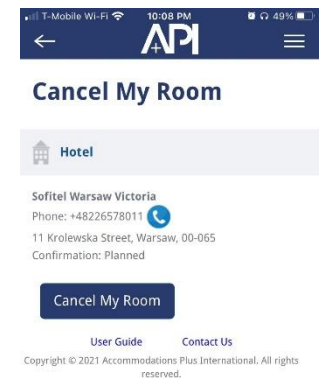 T-Mobile Wi-Fi 10:08 PM 49%
API
Cancel My Room
Hotel
Sofitel Warsaw Victoria
Phone: +48226578011
11 Krolewska Street, Warsaw, 00-065
Confirmation: Planned
Cancel My Room
User Guide Contact Us
Copyright © 2021 Accommodations Plus International. All rights
reserved.